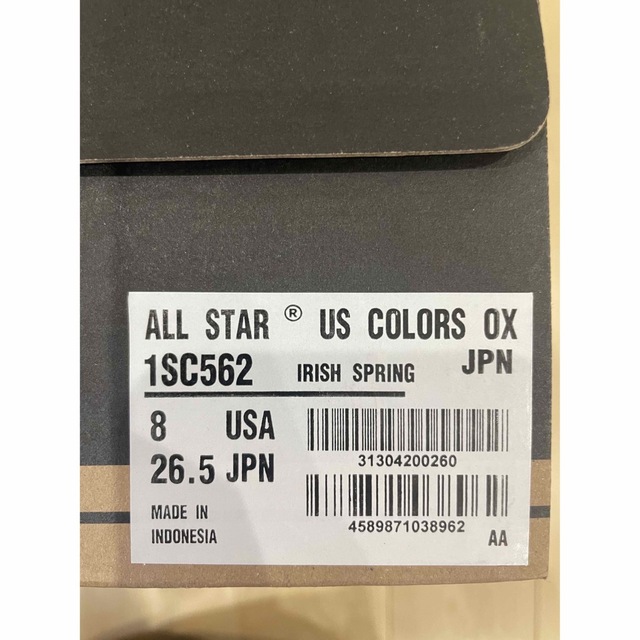 ALL STAR ® US COLORS OX
1SC562 IRISH SPRING JPN
8 USA
26.5 JPN
31304200260
MADE IN
INDONESIA
4589871038962
AA